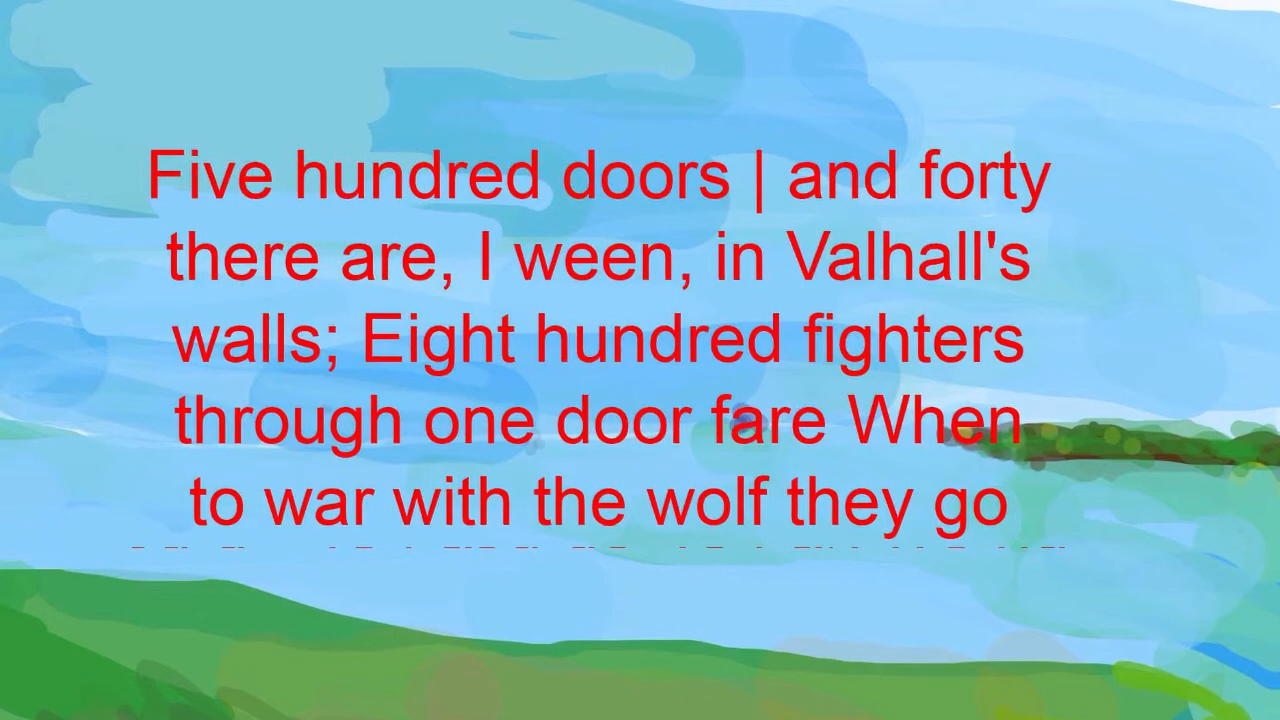 Five hundred doors | and forty
there are, I ween, in Valhall's
walls; Eight hundred fighters
through one door fare When
to war with the wolf they go